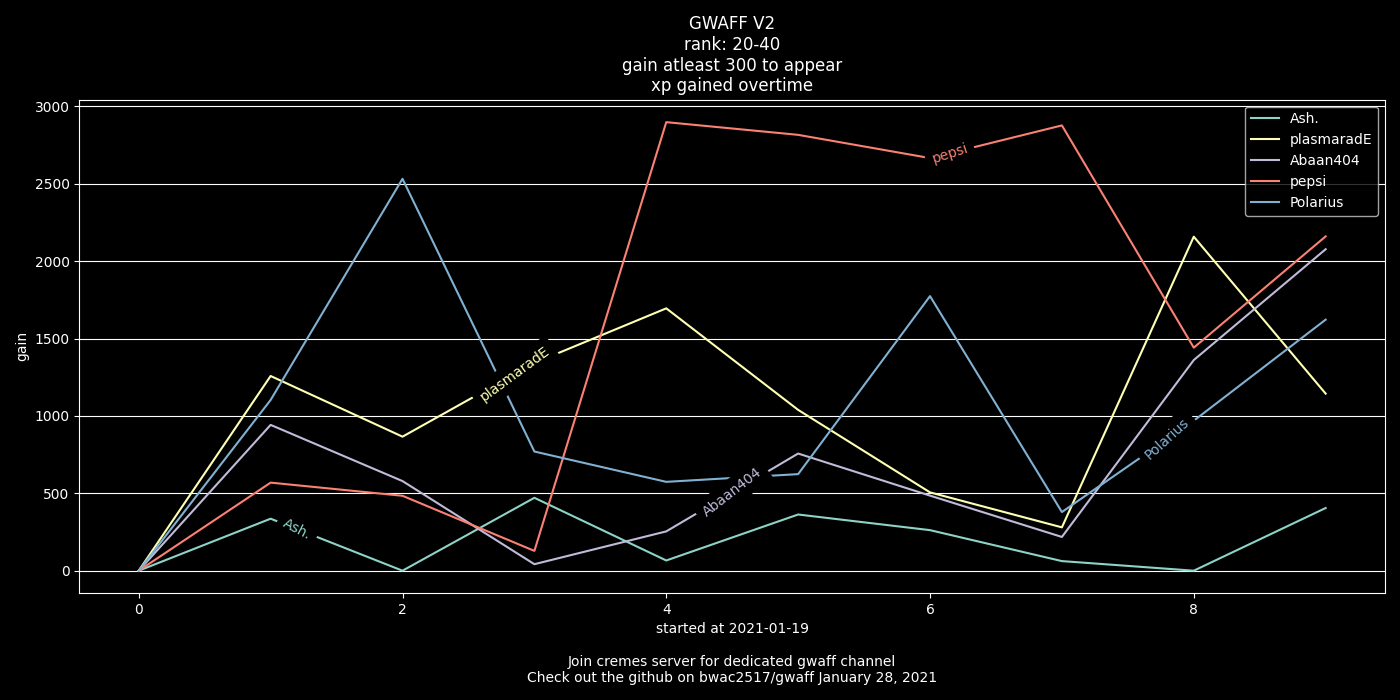 GWAFF V2
rank: 20-40
gain atleast 300 to appear
xp gained overtime
3000
2500
2000
1500
1000
500
0
gain
Ash.
plasmaradE
Abaan404
pepsi
Polarius
Ash.
plasmaradE
Abaan404
pepsi
Polarius
0 2 4 6 8
started at 2021-01-19
Join cremes server for dedicated gwaff channel
Check out the github on bwac2517/gwaff January 28, 2021